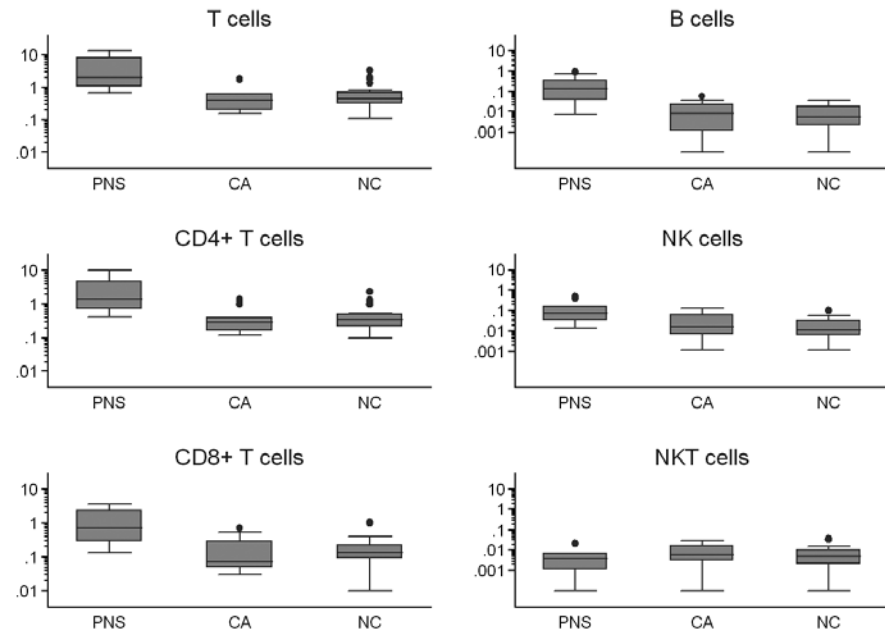 T cells
10
1
.1
.01
PNS CA NC
B cells
10
1
.1
.01
.001
PNS CA NC
CD4+ T cells
10
1
.1
.01
PNS CA NC
NK cells
10
1
.1
.01
.001
PNS CA NC
CD8+ T cells
10
1
.1
.01
PNS CA NC
NKT cells
10
1
.1
.01
.001
PNS CA NC